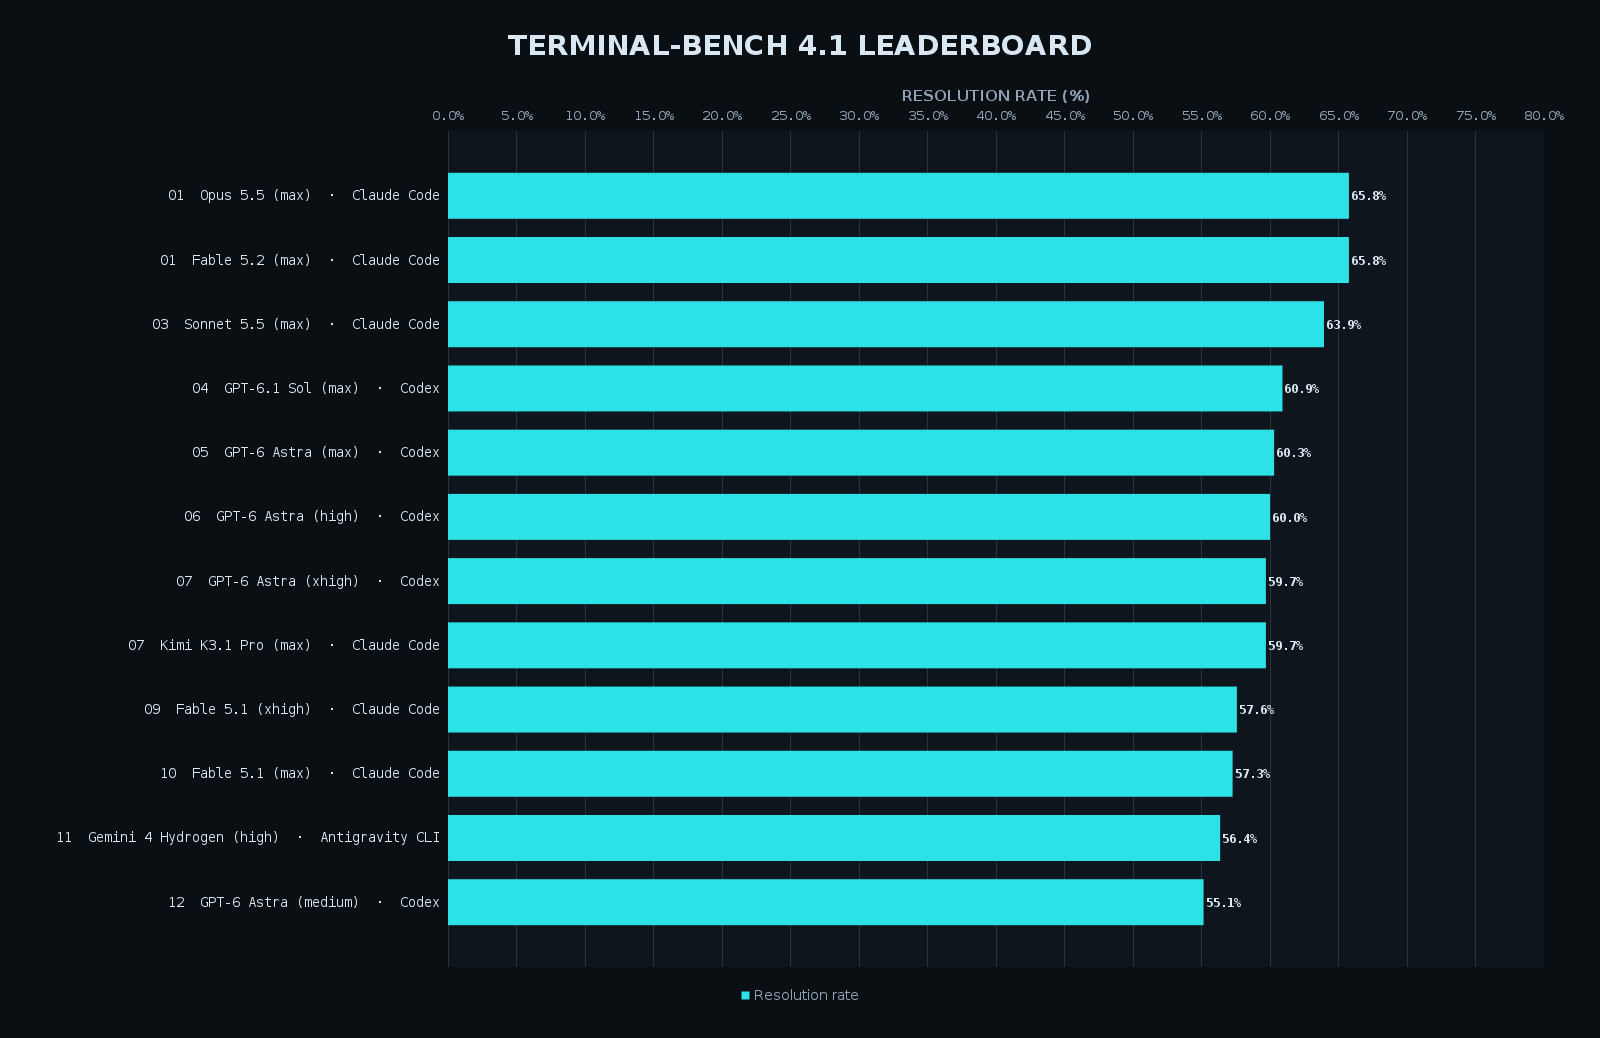 TERMINAL-BENCH 4.1 LEADERBOARD
RESOLUTION RATE (%)
0.0% 5.0% 10.0% 15.0% 20.0% 25.0% 30.0% 35.0% 40.0% 45.0% 50.0% 55.0% 60.0% 65.0% 70.0% 75.0% 80.0%
01 Opus 5.5 (max) · Claude Code 65.8%
01 Fable 5.2 (max) · Claude Code 65.8%
03 Sonnet 5.5 (max) · Claude Code 63.9%
04 GPT-6.1 Sol (max) · Codex 60.9%
05 GPT-6 Astra (max) · Codex 60.3%
06 GPT-6 Astra (high) · Codex 60.0%
07 GPT-6 Astra (xhigh) · Codex 59.7%
07 Kimi K3.1 Pro (max) · Claude Code 59.7%
09 Fable 5.1 (xhigh) · Claude Code 57.6%
10 Fable 5.1 (max) · Claude Code 57.3%
11 Gemini 4 Hydrogen (high) · Antigravity CLI 56.4%
12 GPT-6 Astra (medium) · Codex 55.1%
Resolution rate